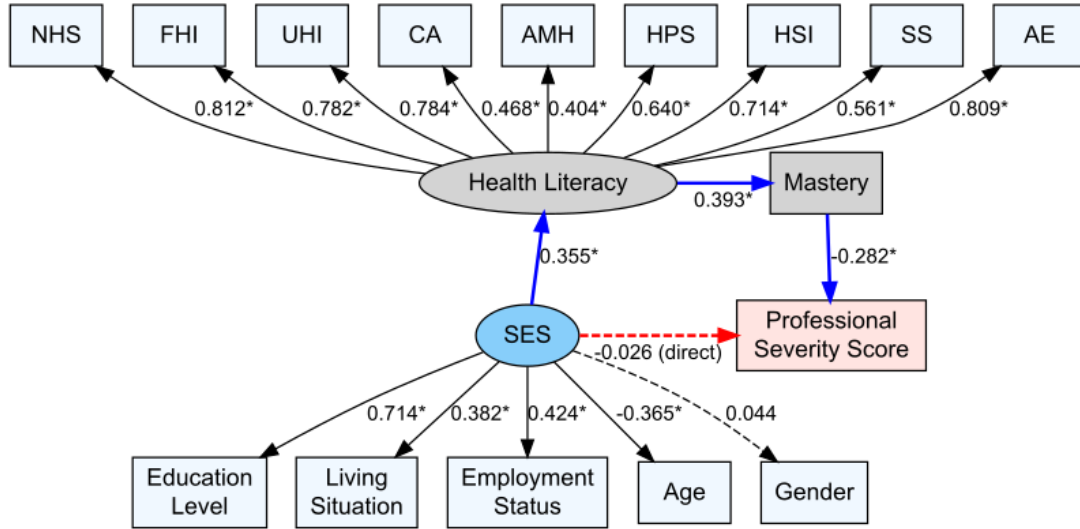 NHS
FHI
UHI
CA
AMH
HPS
HSI
SS
AE
0.812*
0.782*
0.784*
0.468*
0.404*
0.640*
0.714*
0.561*
0.809*
Health Literacy
Mastery
0.393*
0.355*
-0.282*
SES
Professional
Severity Score
-0.026 (direct)
0.714*
0.382*
0.424*
-0.365*
0.044
Education
Level
Living
Situation
Employment
Status
Age
Gender